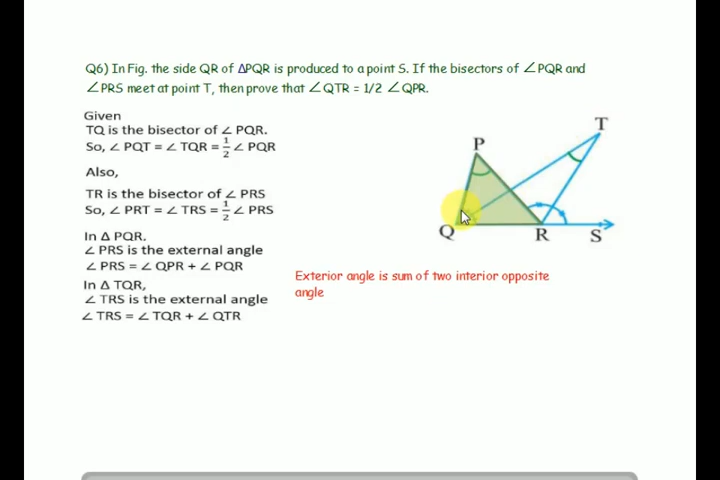 Q6) In Fig. the side QR of ∆PQR is produced to a point S. If the bisectors of ∠PQR and
∠PRS meet at point T, then prove that ∠QTR = 1/2 ∠QPR.
Given
TQ is the bisector of ∠ PQR.
So, ∠ PQT = ∠ TQR = 1/2 ∠ PQR
Also,
TR is the bisector of ∠ PRS
So, ∠ PRT = ∠ TRS = 1/2 ∠ PRS
In ∆ PQR.
∠ PRS is the external angle
∠ PRS = ∠ QPR + ∠ PQR
In ∆ TQR,
∠ TRS is the external angle
∠ TRS = ∠ TQR + ∠ QTR
Exterior angle is sum of two interior opposite
angle
T
P
Q
R
S